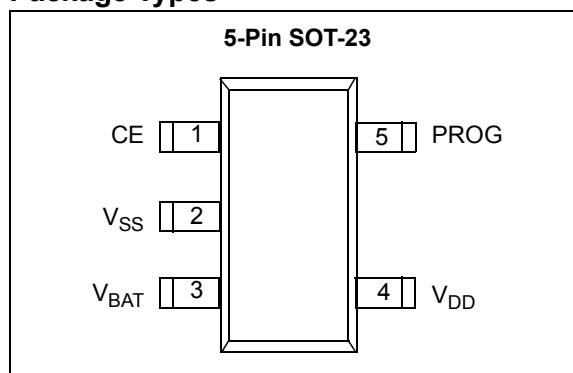 Package Types
5-Pin SOT-23
CE 1 5 PROG
VSS 2
VBAT 3 4 VDD